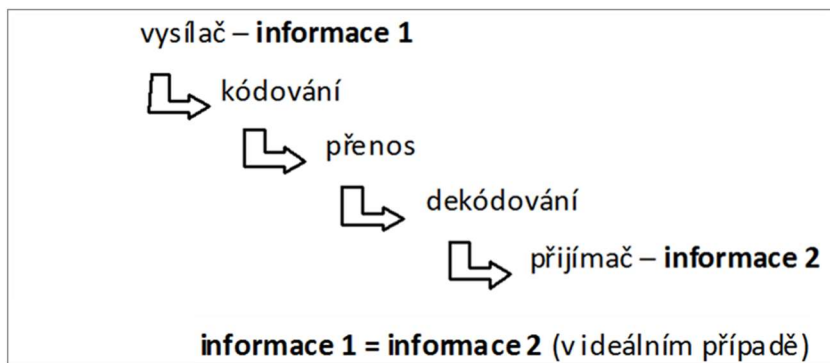 vysílač – informace 1
kódování
přenos
dekódování
přijímač – informace 2
informace 1 = informace 2 (v ideálním případě)